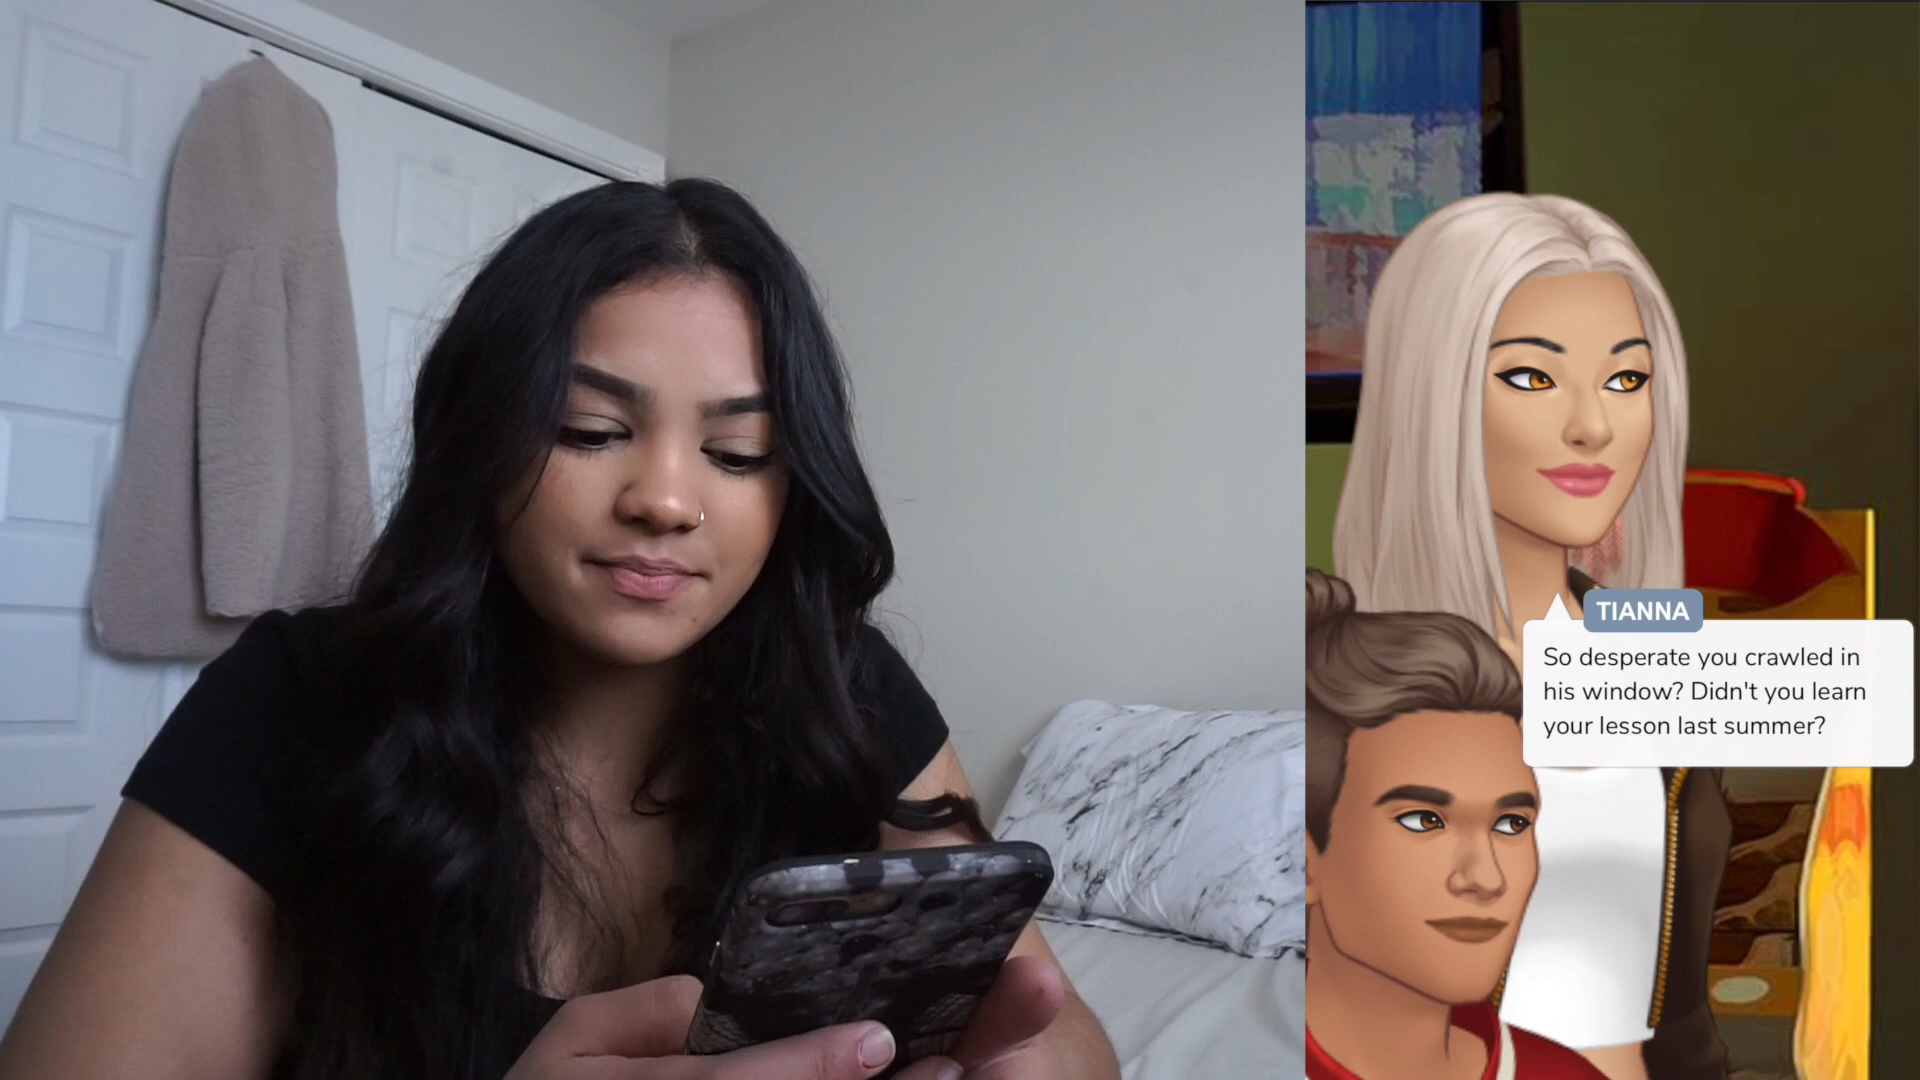 TIANNA
So desperate you crawled in
his window? Didn't you learn
your lesson last summer?